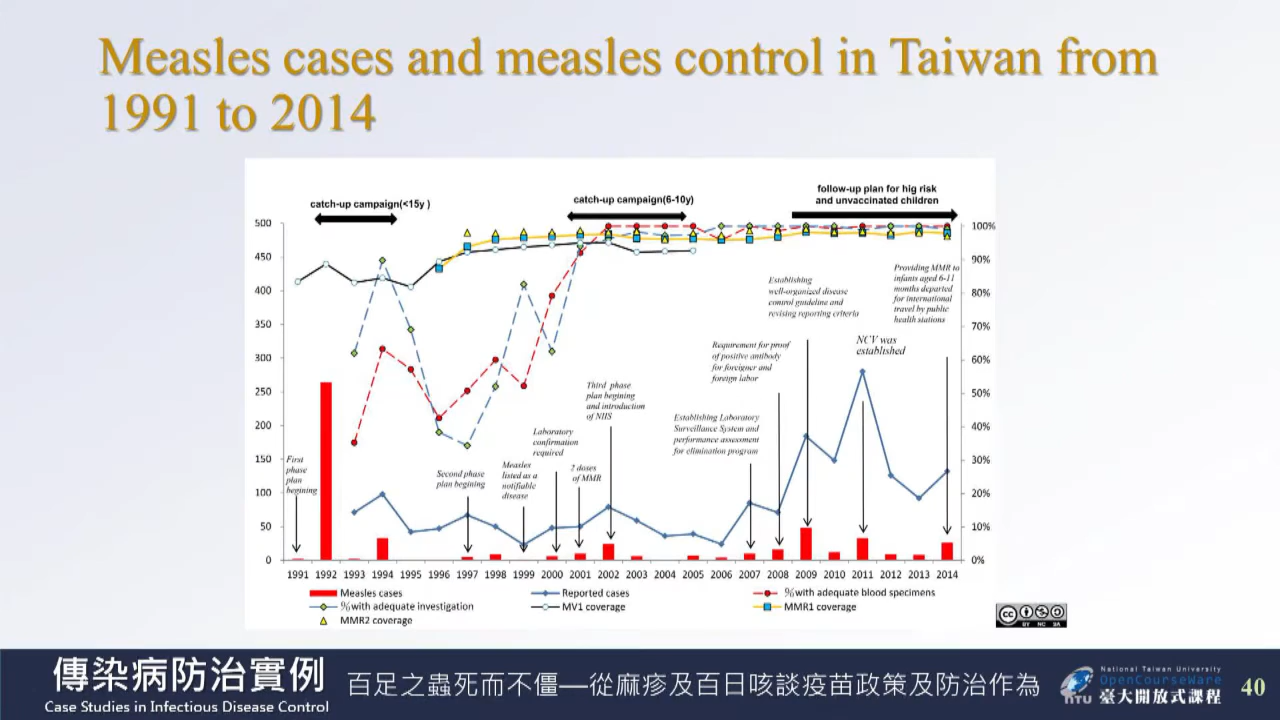 Measles cases and measles control in Taiwan from
1991 to 2014
catch-up campaign(<15y )
catch-up campaign(6-10y)
follow-up plan for hig risk
and unvaccinated children
500
450
400
350
300
250
200
150
100
50
0
100%
90%
80%
70%
60%
50%
40%
30%
20%
10%
0%
First
phase
plan
begining
Second phase
plan begining
Measles
listed as a
notifiable
disease
Laboratory
confirmation
required
2 doses
of MMR
Third phase
plan begining
and introduction
of NIIS
Establishing Laboratory
Surveillance System and
performance assessment
for elimination program
Requirement for proof
of positive antibody
for foreigner and
foreign labor
Establishing
well-organized disease
control guideline and
revising reporting criteria
NCV was
established
Providing MMR to
infants aged 6-11
months departed
for international
travel by public
health stations
1991 1992 1993 1994 1995 1996 1997 1998 1999 2000 2001 2002 2003 2004 2005 2006 2007 2008 2009 2010 2011 2012 2013 2014
Measles cases
Reported cases
%with adequate blood specimens
%with adequate investigation
MV1 coverage
MMR1 coverage
MMR2 coverage
cc
BY NC SA
傳染病防治實例
Case Studies in Infectious Disease Control
百足之蟲死而不僵—從麻疹及百日咳談疫苗政策及防治作為
NTU
National Taiwan University
OpenCourseWare
臺大開放式課程
40